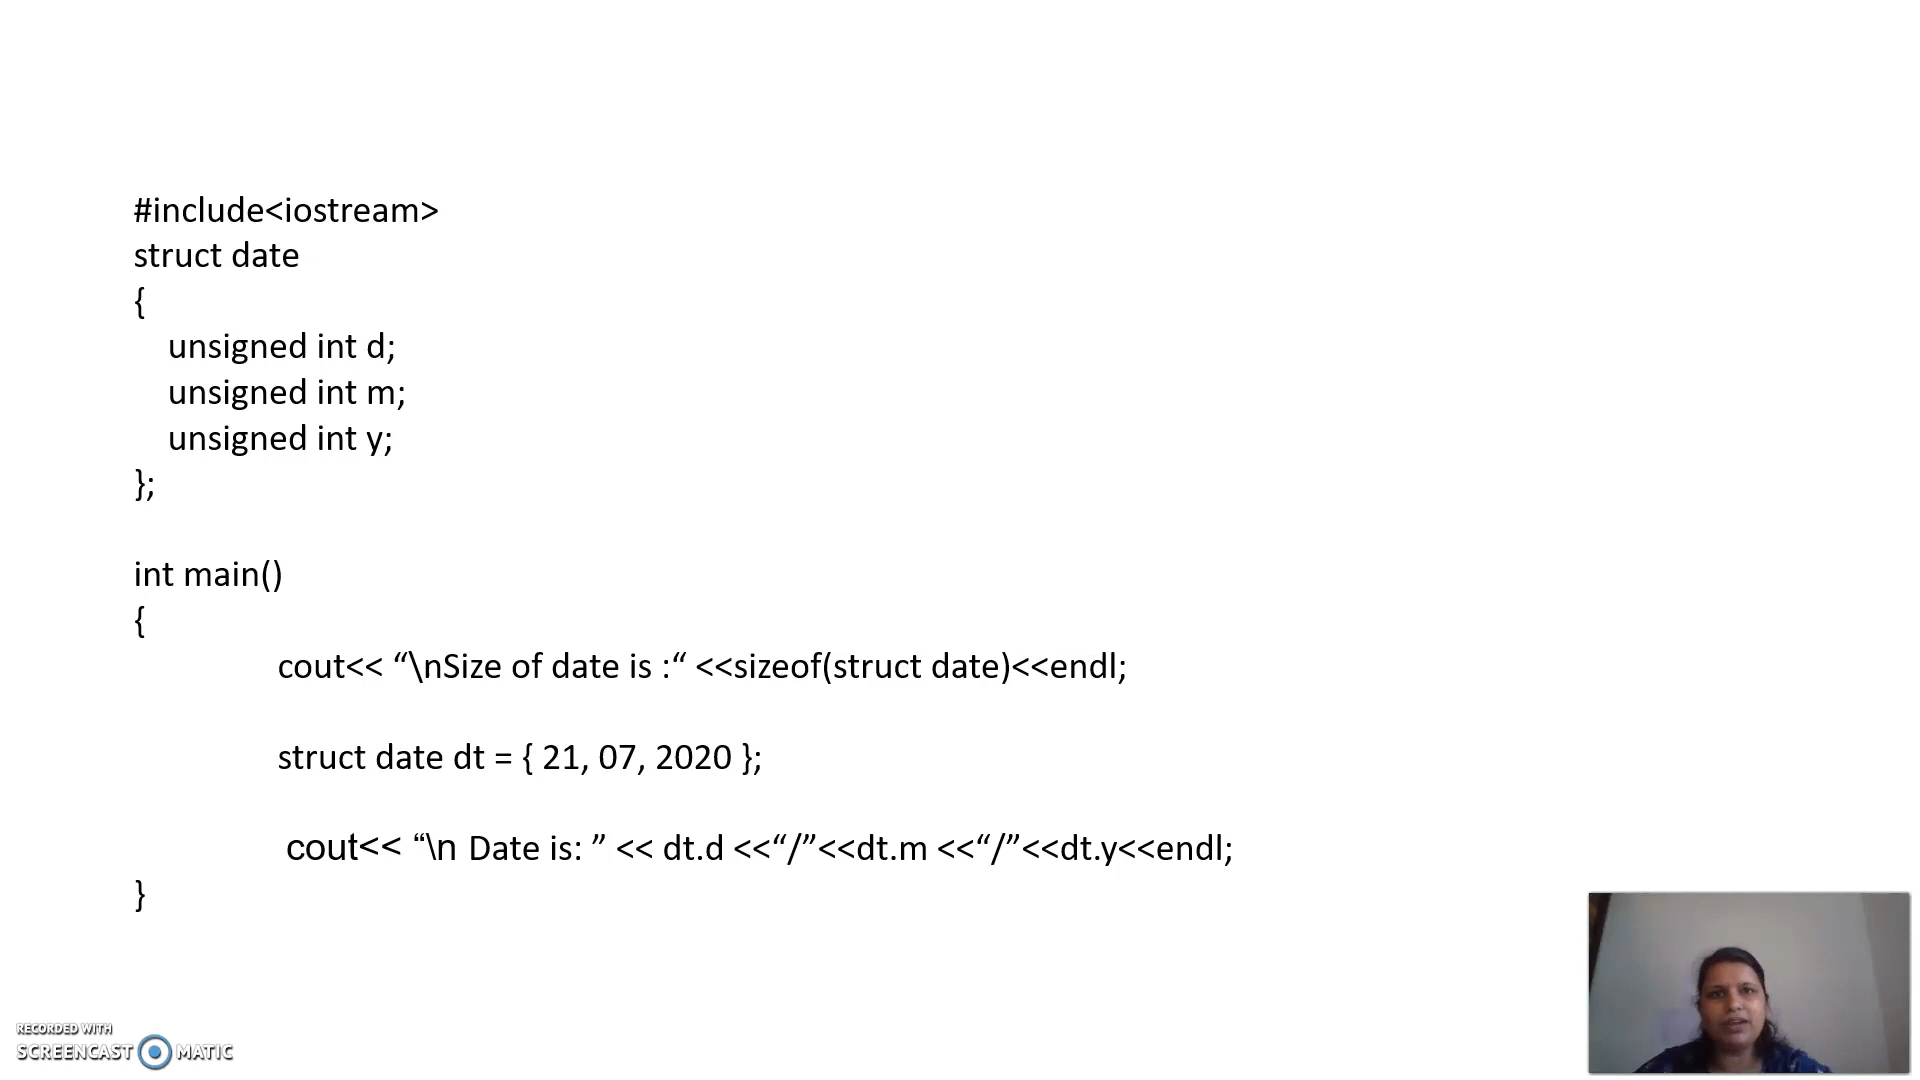 #include<iostream>
struct date
{
unsigned int d;
unsigned int m;
unsigned int y;
};
int main()
{
cout<< “\nSize of date is :“ <<sizeof(struct date)<<endl;
struct date dt = { 21, 07, 2020 };
cout<< “\n Date is: ” << dt.d <<“/”<<dt.m <<“/”<<dt.y<<endl;
}
RECORDED WITH
SCREENCAST MATIC